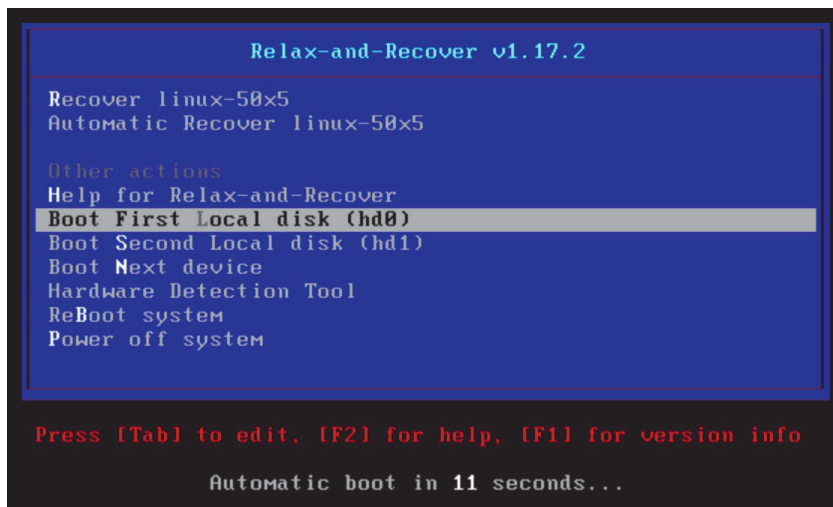 Relax-and-Recover v1.17.2
Recover linux-50x5
Automatic Recover linux-50x5
Other actions
Help for Relax-and-Recover
Boot First Local disk (hd0)
Boot Second Local disk (hd1)
Boot Next device
Hardware Detection Tool
ReBoot system
Power off system
Press [Tab] to edit, [F2] for help, [F1] for version info
Automatic boot in 11 seconds...